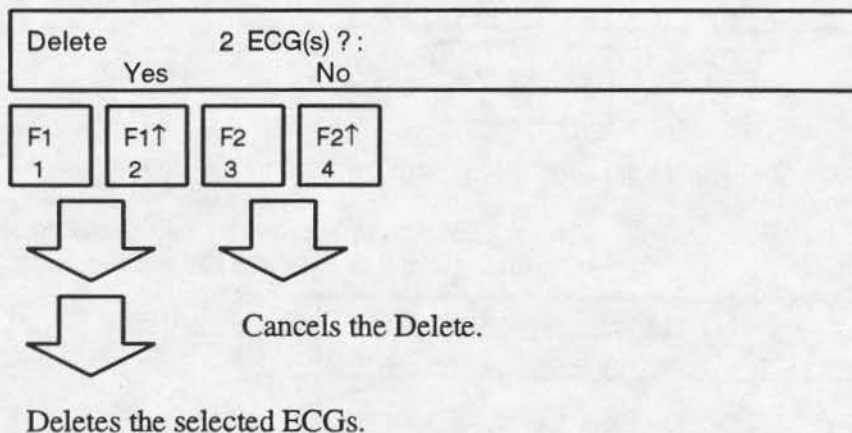 Delete 2 ECG(s) ? :
Yes No
F1 F1↑ F2 F2↑
1 2 3 4
Cancels the Delete.
Deletes the selected ECGs.